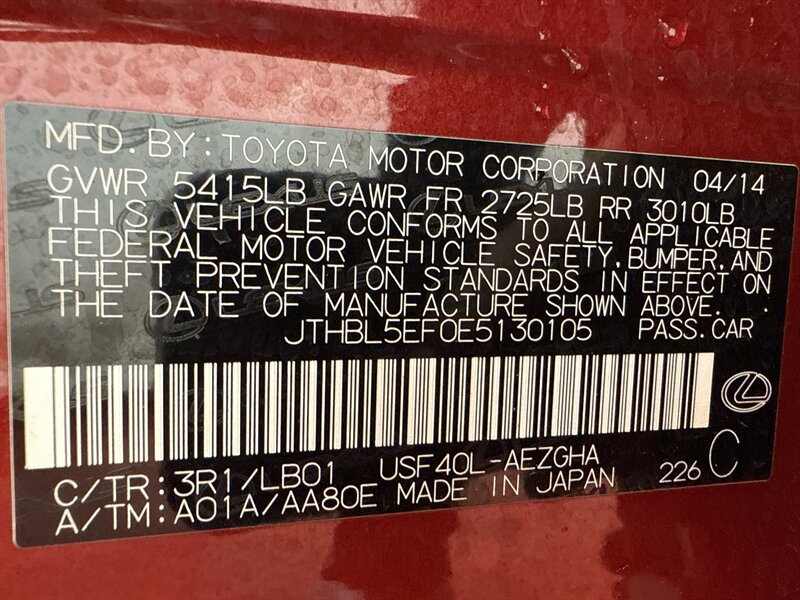 MFD. BY: TOYOTA MOTOR CORPORATION 04/14
GVWR 5415LB GAWR FR 2725LB RR 3010LB
THIS VEHICLE CONFORMS TO ALL APPLICABLE
FEDERAL MOTOR VEHICLE SAFETY, BUMPER, AND
THEFT PREVENTION STANDARDS IN EFFECT ON
THE DATE OF MANUFACTURE SHOWN ABOVE.
JTHBL5EF0E5130105 PASS.CAR
C/TR:3R1/LB01 USF40L-AEZGHA
A/TM:A01A/AA80E MADE IN JAPAN 226 C